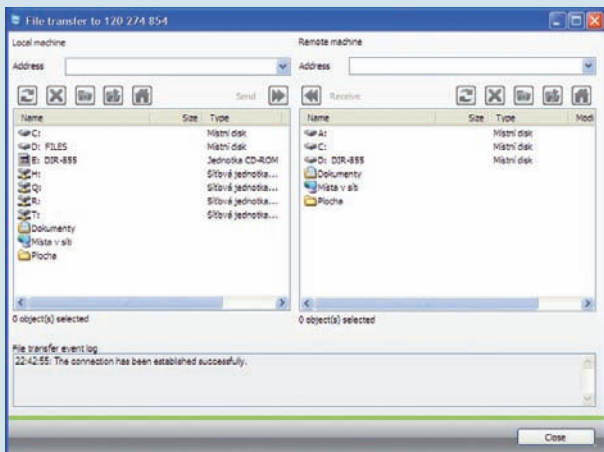 File transfer to 120 274 854
Local machine
Address
Send
Name Size Type
C:
Místní disk
D: FILES
Místní disk
E: DIR-855
Jednotka CD-ROM
H:
Síťová jednotka...
Q:
Síťová jednotka...
R:
Síťová jednotka...
T:
Síťová jednotka...
Dokumenty
Místa v síti
Plocha
0 object(s) selected
Remote machine
Address
Receive
Name Size Type Modi
A:
Místní disk
C:
Místní disk
D: DIR-855
Místní disk
Dokumenty
Místa v síti
Plocha
0 object(s) selected
File transfer event log
22:42:55: The connection has been established successfully.
Close